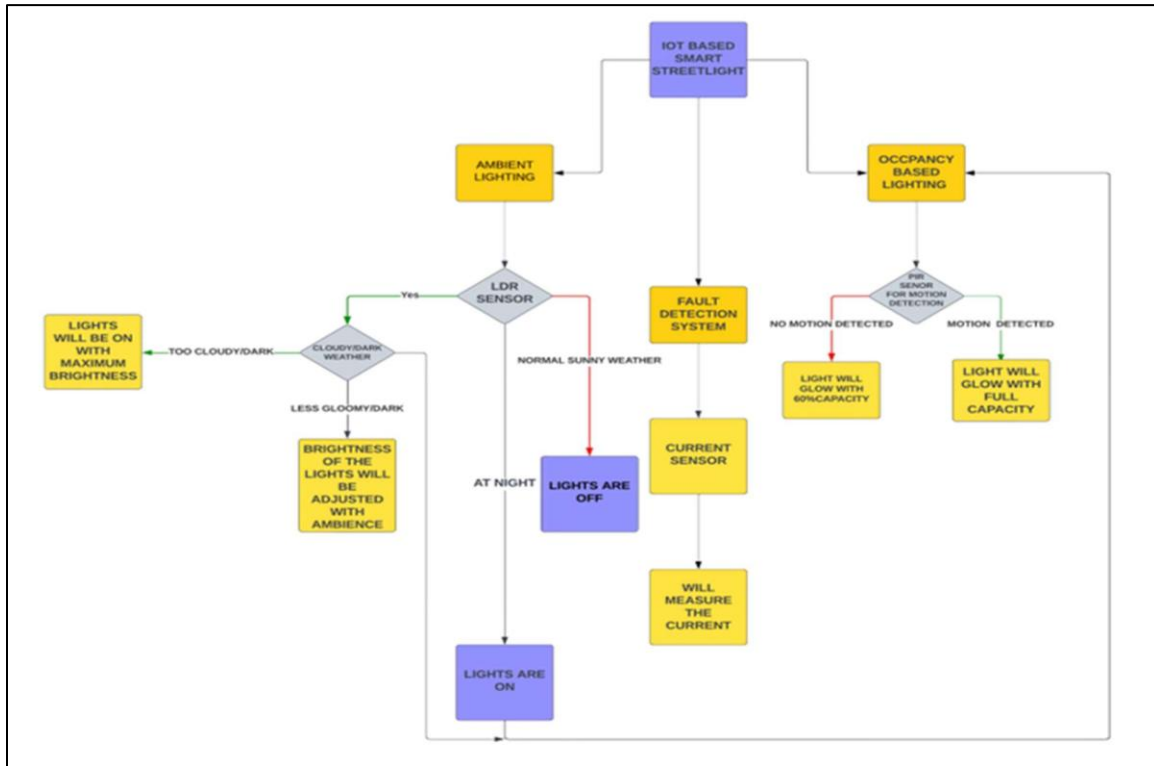 IOT BASED
SMART
STREETLIGHT
AMBIENT
LIGHTING
OCCPANCY
BASED
LIGHTING
LDR
SENSOR
PIR
SENOR
FOR MOTION
DETECTION
Yes
FAULT
DETECTION
SYSTEM
LIGHTS
WILL BE ON
WITH
MAXIMUM
BRIGHTNESS
TOO CLOUDY/DARK
CLOUDY/DARK
WEATHER
NORMAL SUNNY WEATHER
NO MOTION DETECTED
MOTION DETECTED
LIGHT WILL
GLOW WITH
60%CAPACITY
LIGHT WILL
GLOW WITH
FULL
CAPACITY
LESS GLOOMY/DARK
BRIGHTNESS
OF THE
LIGHTS WILL
BE
ADJUSTED
WITH
AMBIENCE
AT NIGHT
LIGHTS ARE
OFF
CURRENT
SENSOR
WILL
MEASURE
THE
CURRENT
LIGHTS ARE
ON